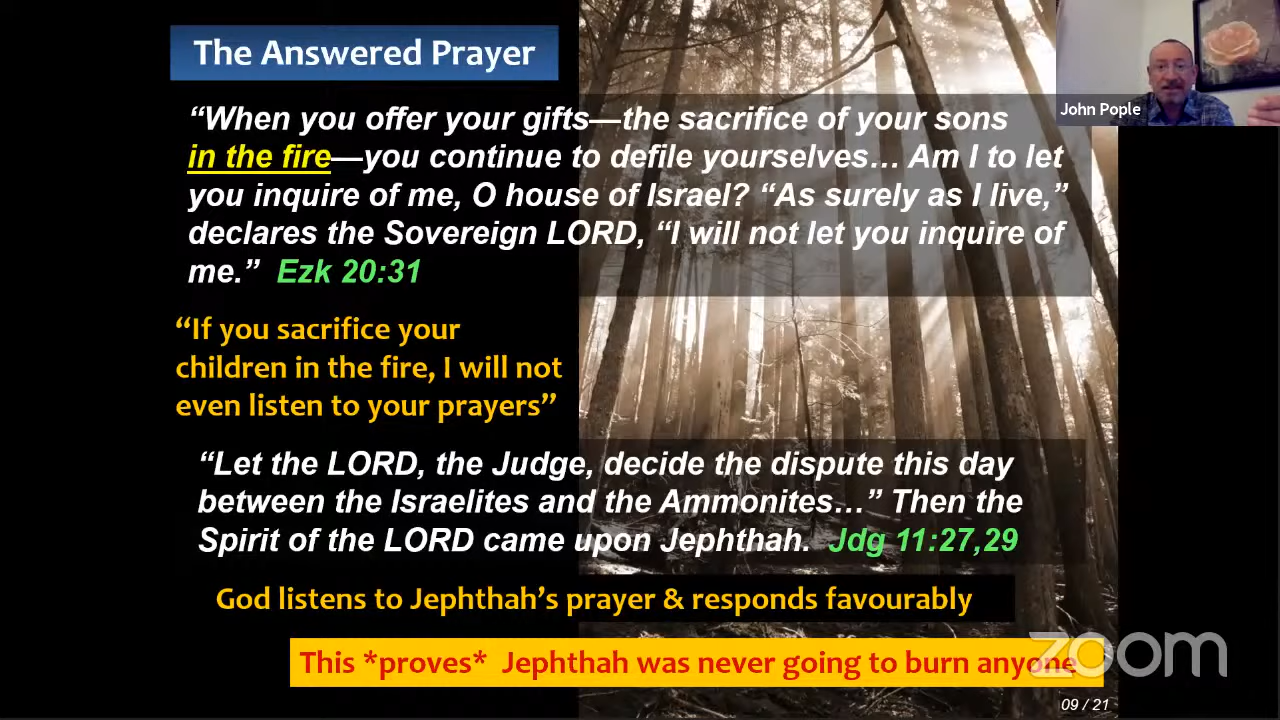 The Answered Prayer
John Pople
“When you offer your gifts—the sacrifice of your sons
in the fire—you continue to defile yourselves… Am I to let
you inquire of me, O house of Israel? “As surely as I live,”
declares the Sovereign LORD, “I will not let you inquire of
me.” Ezk 20:31
“If you sacrifice your
children in the fire, I will not
even listen to your prayers”
“Let the LORD, the Judge, decide the dispute this day
between the Israelites and the Ammonites…” Then the
Spirit of the LORD came upon Jephthah. Jdg 11:27,29
God listens to Jephthah’s prayer & responds favourably
This *proves* Jephthah was never going to burn anyone
zoom
09 / 21